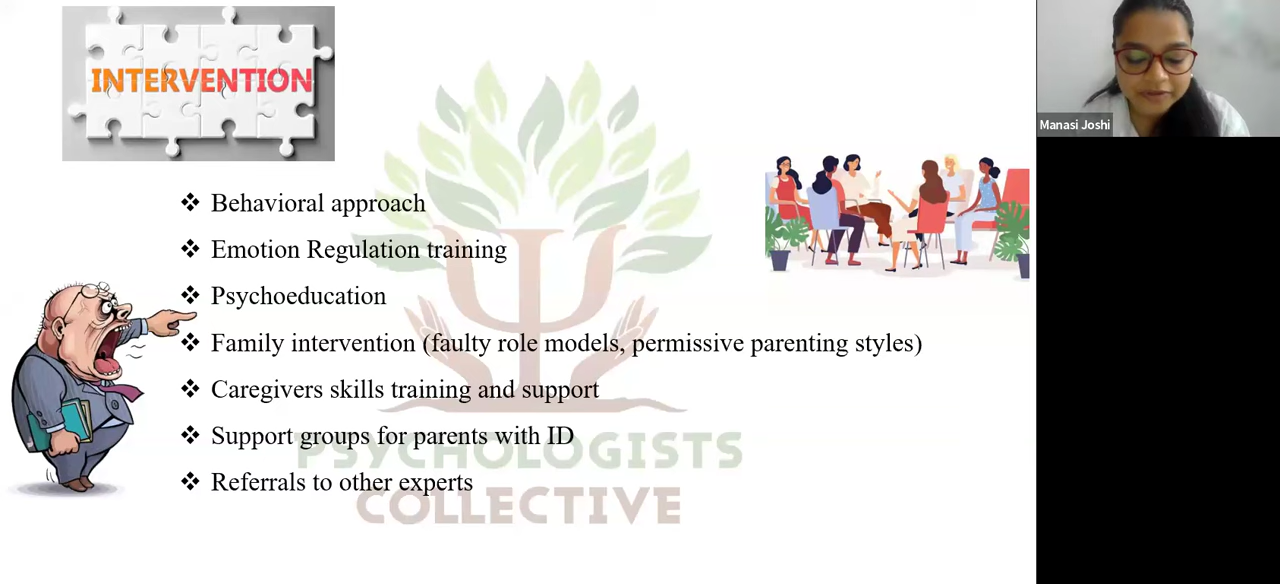 INTERVENTION
Manasi Joshi
❖ Behavioral approach
❖ Emotion Regulation training
❖ Psychoeducation
❖ Family intervention (faulty role models, permissive parenting styles)
❖ Caregivers skills training and support
❖ Support groups for parents with ID
❖ Referrals to other experts
PSYCHOLOGISTS
COLLECTIVE